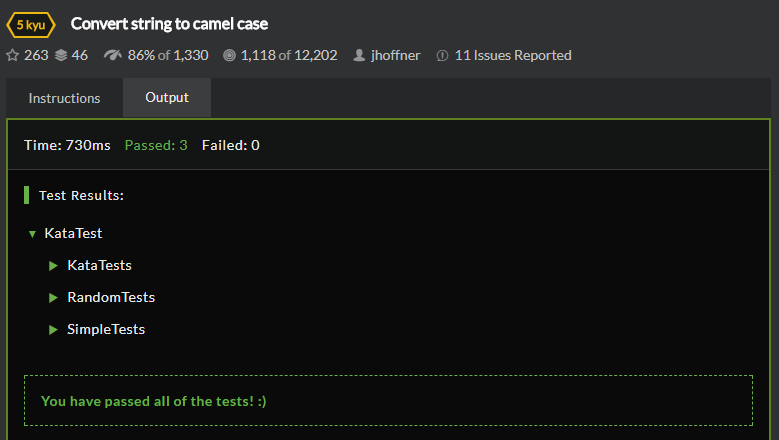 5 kyu Convert string to camel case
263 46 86% of 1,330 1,118 of 12,202 jhoffner 11 Issues Reported
Instructions Output
Time: 730ms Passed: 3 Failed: 0
Test Results:
KataTest
KataTests
RandomTests
SimpleTests
You have passed all of the tests! :)